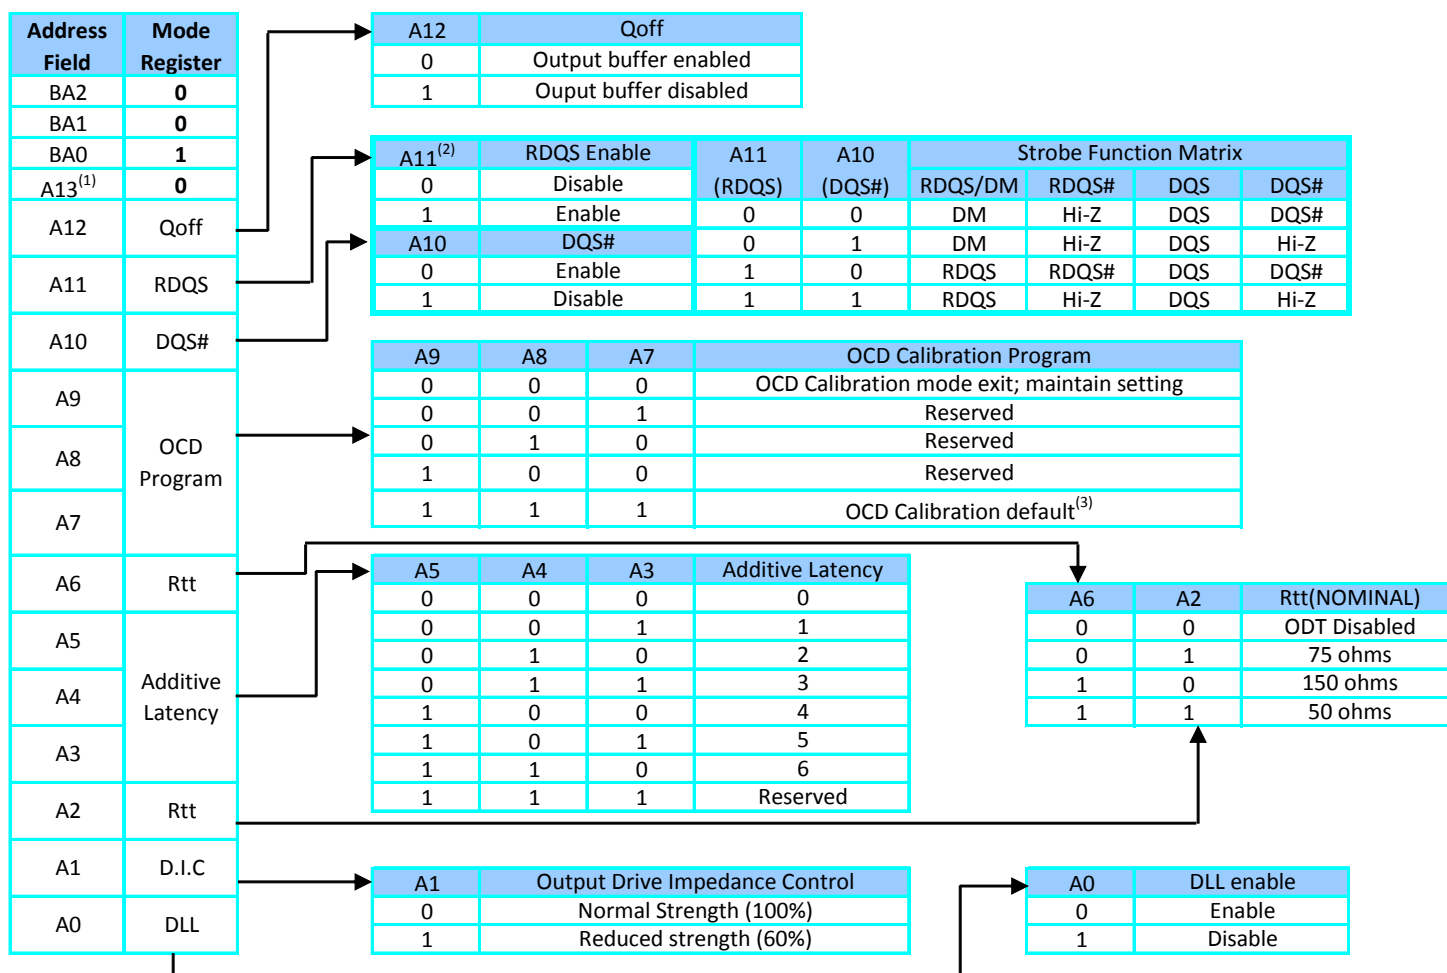 Address Field Mode Register
BA2 0
BA1 0
BA0 1
A13(1) 0
A12 Qoff
A11 RDQS
A10 DQS#
A9
A8
A7
OCD Program
A6 Rtt
A5
A4
A3
Additive Latency
A2 Rtt
A1 D.I.C
A0 DLL
A12 Qoff
0 Output buffer enabled
1 Ouput buffer disabled
A11(2) RDQS Enable
0 Disable
1 Enable
A10 DQS#
0 Enable
1 Disable
A11 (RDQS) A10 (DQS#) Strobe Function Matrix
RDQS/DM RDQS# DQS DQS#
0 0 DM Hi-Z DQS DQS#
0 1 DM Hi-Z DQS Hi-Z
1 0 RDQS RDQS# DQS DQS#
1 1 RDQS Hi-Z DQS Hi-Z
A9 A8 A7 OCD Calibration Program
0 0 0 OCD Calibration mode exit; maintain setting
0 0 1 Reserved
0 1 0 Reserved
1 0 0 Reserved
1 1 1 OCD Calibration default(3)
A5 A4 A3 Additive Latency
0 0 0 0
0 0 1 1
0 1 0 2
0 1 1 3
1 0 0 4
1 0 1 5
1 1 0 6
1 1 1 Reserved
A6 A2 Rtt(NOMINAL)
0 0 ODT Disabled
0 1 75 ohms
1 0 150 ohms
1 1 50 ohms
A1 Output Drive Impedance Control
0 Normal Strength (100%)
1 Reduced strength (60%)
A0 DLL enable
0 Enable
1 Disable